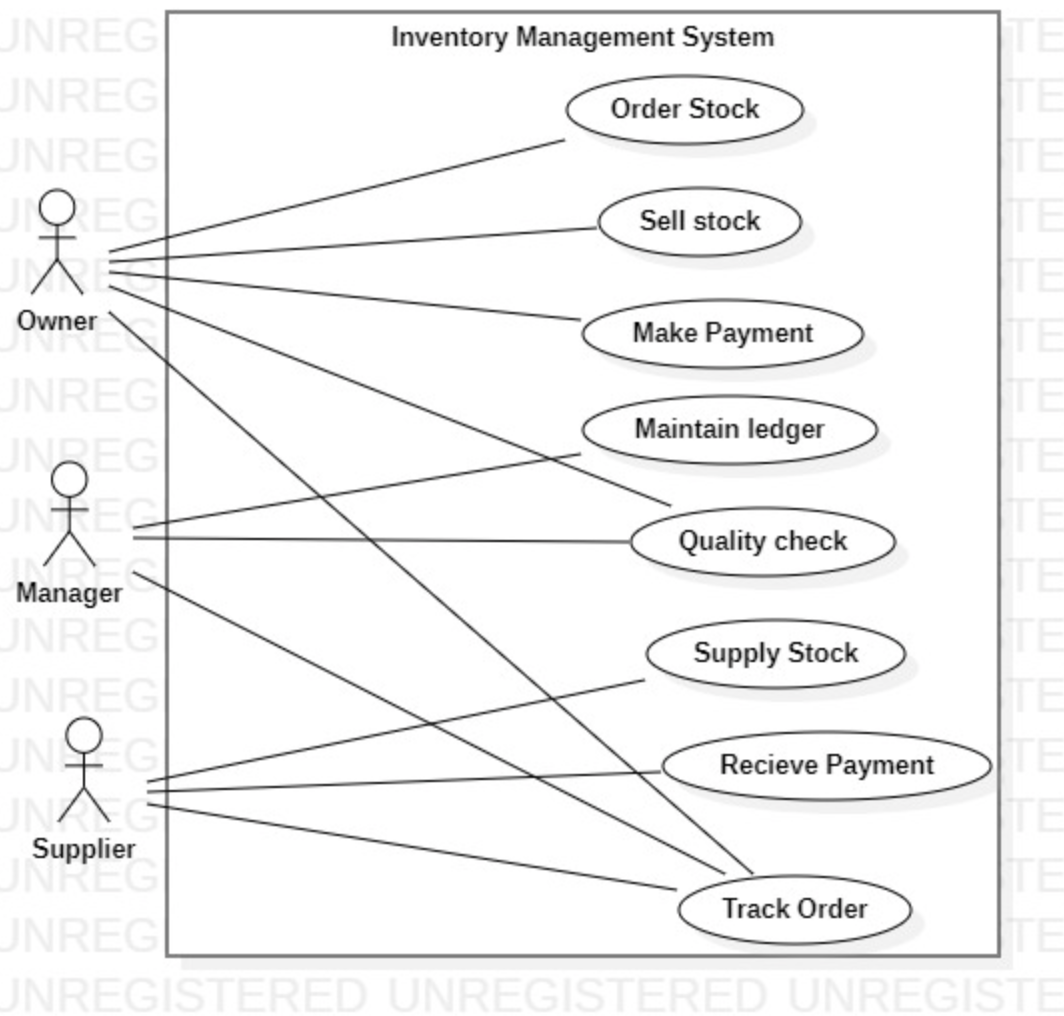 Inventory Management System
Order Stock
Sell stock
Make Payment
Owner
Maintain ledger
Quality check
Manager
Supply Stock
Recieve Payment
Supplier
Track Order
UNREGISTERED UNREGISTERED UNREGISTE